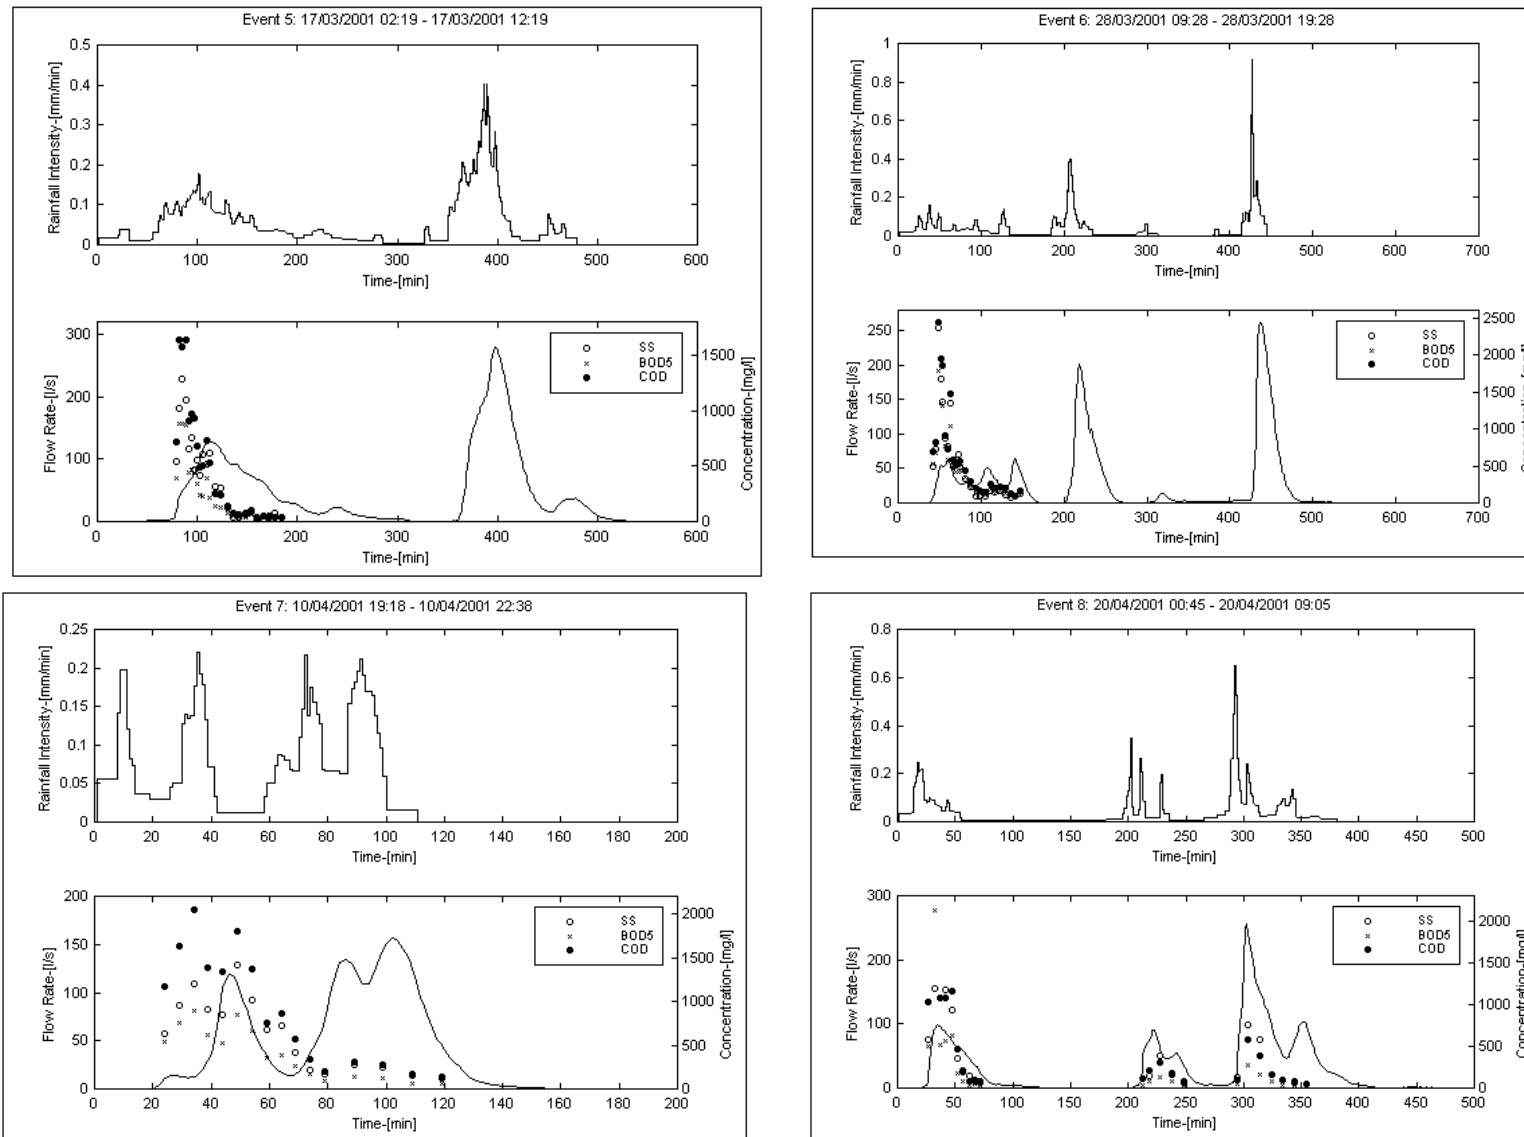 Event 5: 17/03/2001 02:19 - 17/03/2001 12:19
Rainfall Intensity-[mm/min]
0.5
0.4
0.3
0.2
0.1
0
0 100 200 300 400 500 600
Time-[min]
Flow Rate-[l/s]
300
200
100
0
SS
BOD5
COD
1500
1000
500
0
Concentration-[mg/l]
0 100 200 300 400 500 600
Time-[min]
Event 6: 28/03/2001 09:28 - 28/03/2001 19:28
Rainfall Intensity-[mm/min]
1
0.8
0.6
0.4
0.2
0
0 100 200 300 400 500 600 700
Time-[min]
Flow Rate-[l/s]
250
200
150
100
50
0
SS
BOD5
COD
2500
2000
1500
1000
500
0
0 100 200 300 400 500 600 700
Time-[min]
Event 7: 10/04/2001 19:18 - 10/04/2001 22:38
Rainfall Intensity-[mm/min]
0.25
0.2
0.15
0.1
0.05
0
0 20 40 60 80 100 120 140 160 180 200
Time-[min]
Flow Rate-[l/s]
200
150
100
50
0
SS
BOD5
COD
2000
1500
1000
500
0
Concentration-[mg/l]
0 20 40 60 80 100 120 140 160 180 200
Time-[min]
Event 8: 20/04/2001 00:45 - 20/04/2001 09:05
Rainfall Intensity-[mm/min]
0.8
0.6
0.4
0.2
0
0 50 100 150 200 250 300 350 400 450 500
Time-[min]
Flow Rate-[l/s]
300
200
100
0
SS
BOD5
COD
2000
1500
1000
500
0
Concentration-[mg/l]
0 50 100 150 200 250 300 350 400 450 500
Time-[min]